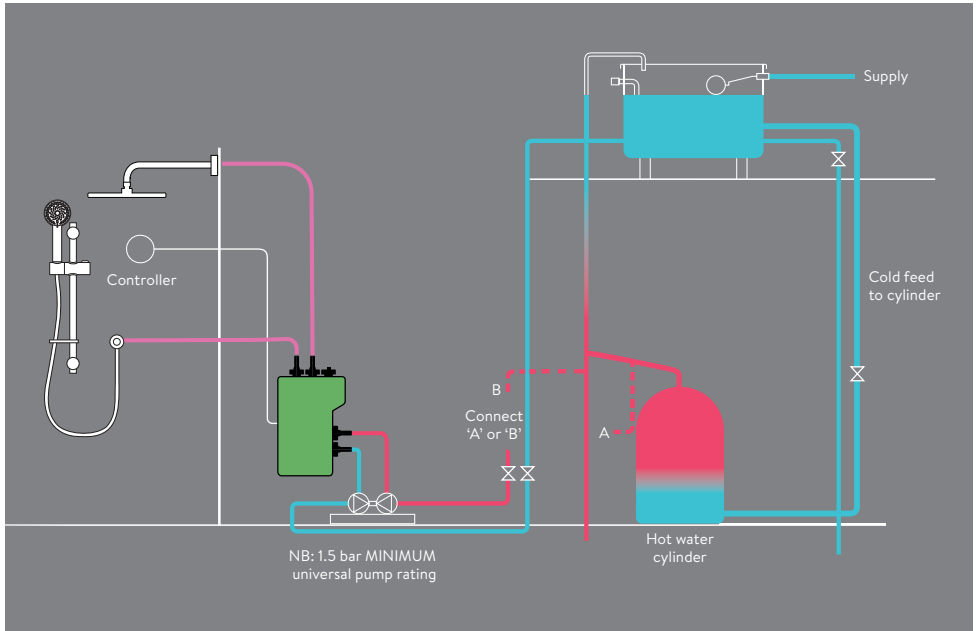 Supply
Controller
Cold feed
to cylinder
B
Connect
‘A’ or ‘B’
A
NB: 1.5 bar MINIMUM
universal pump rating
Hot water
cylinder